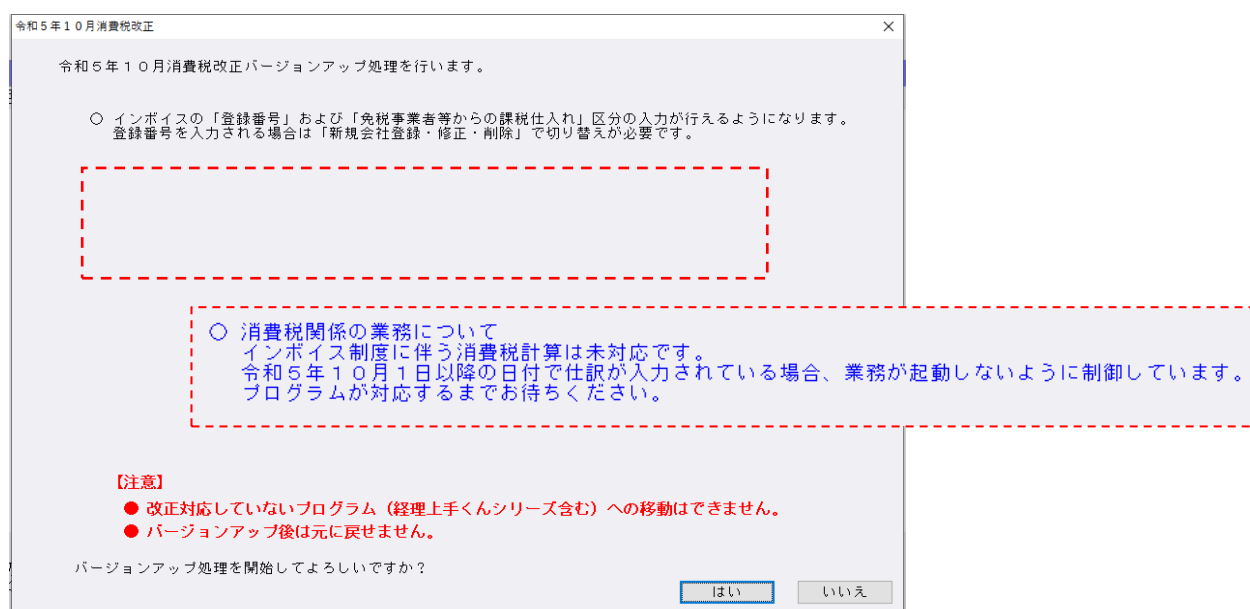 令和５年１０月消費税改正
令和５年１０月消費税改正バージョンアップ処理を行います。
○ インボイスの「登録番号」および「免税事業者等からの課税仕入れ」区分の入力が行えるようになります。
登録番号を入力される場合は「新規会社登録・修正・削除」で切り替えが必要です。
○ 消費税関係の業務について
インボイス制度に伴う消費税計算は未対応です。
令和５年１０月１日以降の日付で仕訳が入力されている場合、業務が起動しないように制御しています。
プログラムが対応するまでお待ちください。
【注意】
● 改正対応していないプログラム（経理上手くんシリーズ含む）への移動はできません。
● バージョンアップ後は元に戻せません。
バージョンアップ処理を開始してよろしいですか？
はい
いいえ